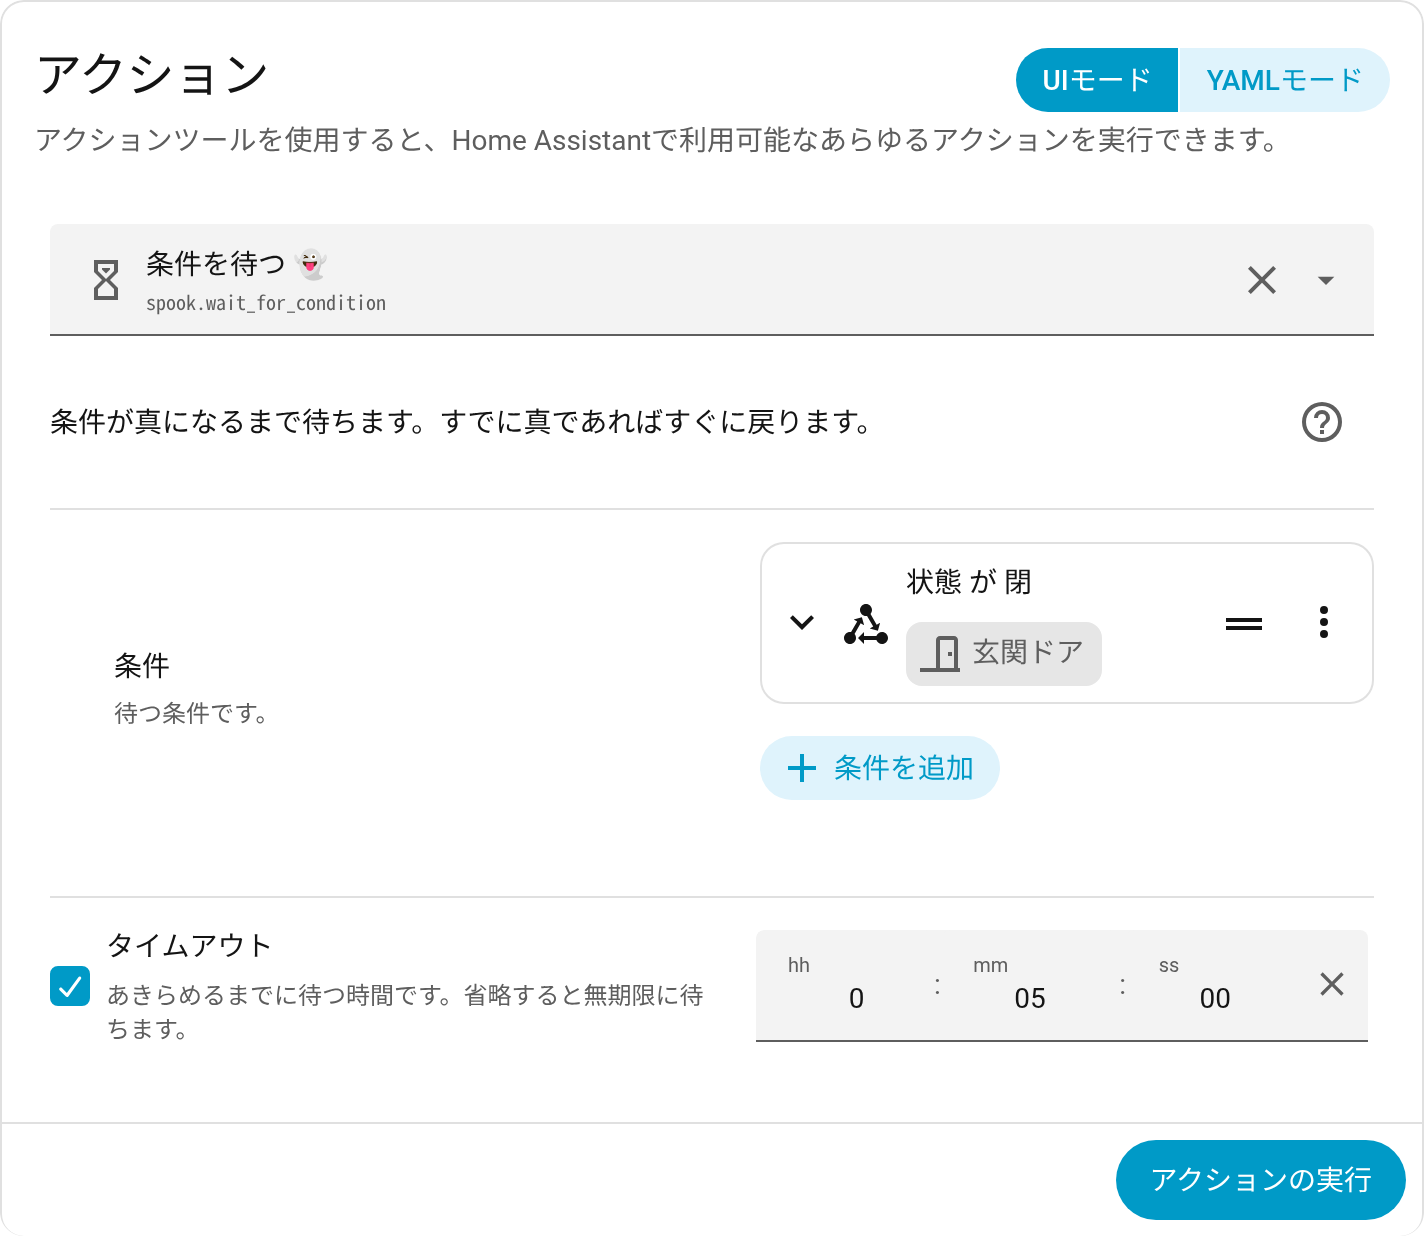 アクション
UIモード
YAMLモード
アクションツールを使用すると、Home Assistantで利用可能なあらゆるアクションを実行できます。
条件を待つ 👻
spook.wait_for_condition
条件が真になるまで待ちます。すでに真であればすぐに戻ります。
条件
待つ条件です。
状態 が 閉
玄関ドア
条件を追加
タイムアウト
あきらめるまでに待つ時間です。省略すると無期限に待
ちます。
hh
mm
ss
0 : 05 : 00
アクションの実行